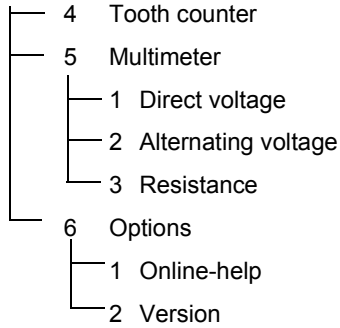 4 Tooth counter
5 Multimeter
1 Direct voltage
2 Alternating voltage
3 Resistance
6 Options
1 Online-help
2 Version